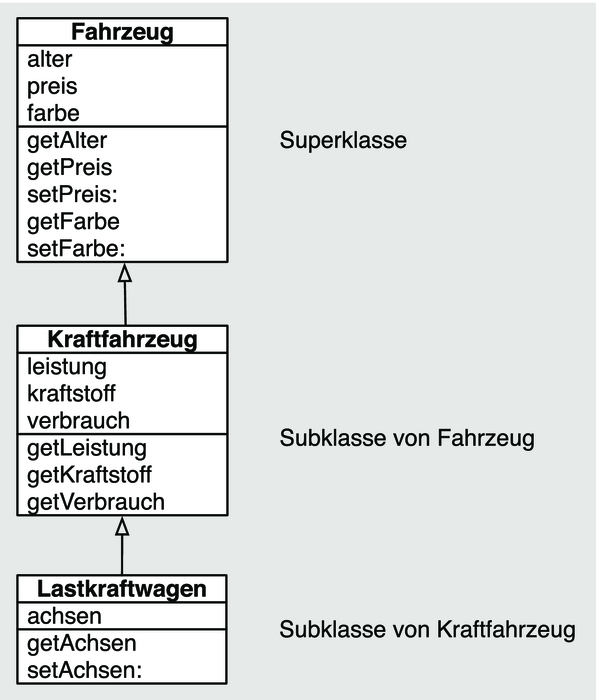 Fahrzeug
alter
preis
farbe
getAlter
getPreis
setPreis:
getFarbe
setFarbe:
Superklasse
Kraftfahrzeug
leistung
kraftstoff
verbrauch
getLeistung
getKraftstoff
getVerbrauch
Subklasse von Fahrzeug
Lastkraftwagen
achsen
getAchsen
setAchsen:
Subklasse von Kraftfahrzeug